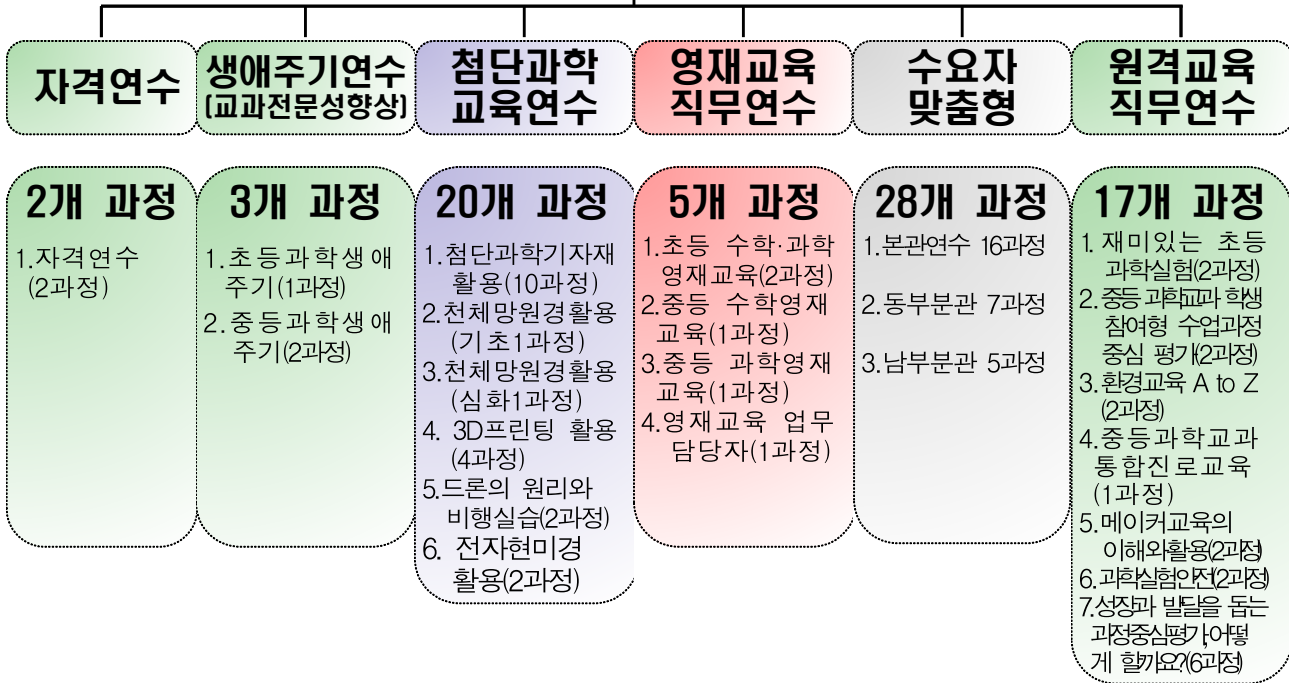 자격연수
생애주기연수
(교과전문성향상)
첨단과학
교육연수
영재교육
직무연수
수요자
맞춤형
원격교육
직무연수
2개 과정
1.자격연수
(2과정)
3개 과정
1.초등과학생애
주기(1과정)
2.중등과학생애
주기(2과정)
20개 과정
1.첨단과학기자재
활용(10과정)
2.천체망원경활용
(기초1과정)
3.천체망원경활용
(심화1과정)
4. 3D프린팅 활용
(4과정)
5.드론의 원리와
비행실습(2과정)
6. 전자현미경
활용(2과정)
5개 과정
1.초등 수학·과학
영재교육(2과정)
2.중등 수학영재
교육(1과정)
3.중등 과학영재
교육(1과정)
4.영재교육 업무
담당자(1과정)
28개 과정
1.본관연수 16과정
2.동부분관 7과정
3.남부분관 5과정
17개 과정
1. 재미있는 초등
과학실험(2과정)
2.중등 과학교과 학생
참여형 수업과정
중심 평가(2과정)
3.환경교육 A to Z
(2과정)
4.중등과학교과
통합진로교육
(1과정)
5.메이커교육의
이해와활용(2과정)
6.과학실험안전(2과정)
7.성장과 발달을 돕는
과정중심평가,어떻
게 할까요?(6과정)